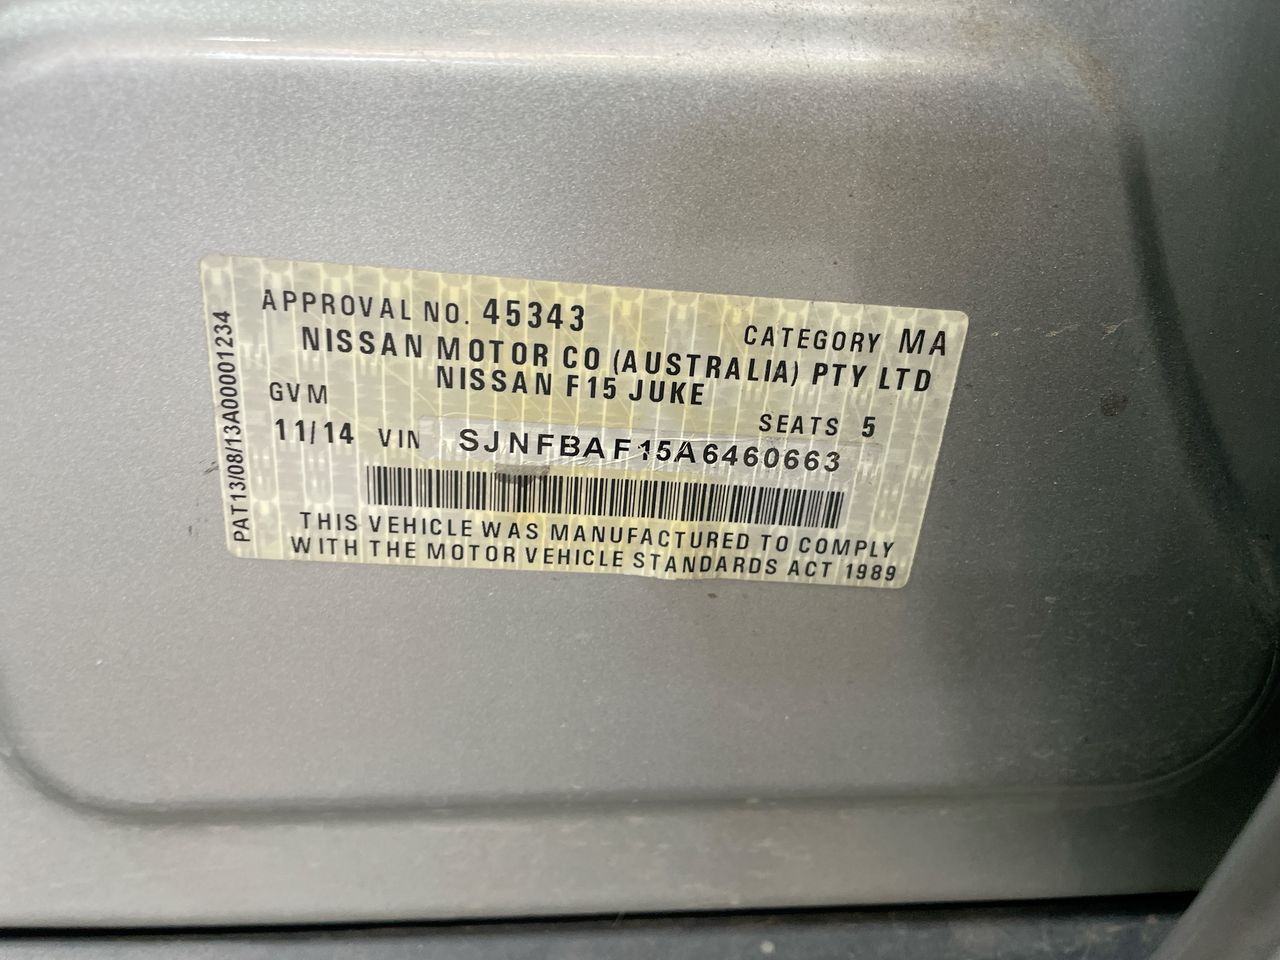 APPROVAL NO. 45343
CATEGORY MA
NISSAN MOTOR CO (AUSTRALIA) PTY LTD
NISSAN F15 JUKE
GVM
SEATS 5
11/14 VIN SJNFBAF15A6460663
THIS VEHICLE WAS MANUFACTURED TO COMPLY
WITH THE MOTOR VEHICLE STANDARDS ACT 1989
PAT13/08/13A00001234